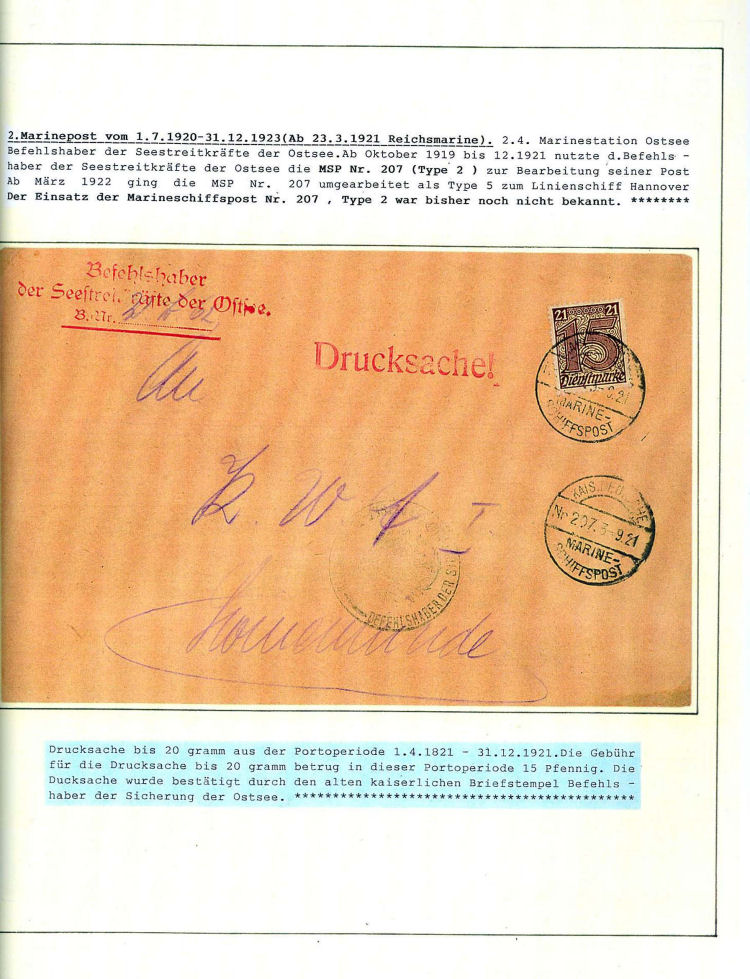 2.Marinepost vom 1.7.1920-31.12.1923(Ab 23.3.1921 Reichsmarine). 2.4. Marinestation Ostsee
Befehlshaber der Seestreitkräfte der Ostsee.Ab Oktober 1919 bis 12.1921 nutzte d.Befehls -
haber der Seestreitkräfte der Ostsee die MSP Nr. 207 (Type 2 ) zur Bearbeitung seiner Post
Ab März 1922 ging die MSP Nr. 207 umgearbeitet als Type 5 zum Linienschiff Hannover
Der Einsatz der Marineschiffspost Nr. 207 , Type 2 war bisher noch nicht bekannt. ********
Befehlshaber
der Seestreitkräfte der Ostsee.
B. Nr.
Drucksache!
21 21
15
Dienstmarke
9.21
MARINE-
SCHIFFSPOST
An
K. W.
I
KAIS. DEUTSCHE
Nr 207 3-9.21
MARINE-
SCHIFFSPOST
BEFEHLSHABER DER
Drucksache bis 20 gramm aus der Portoperiode 1.4.1821 - 31.12.1921.Die Gebühr
für die Drucksache bis 20 gramm betrug in dieser Portoperiode 15 Pfennig. Die
Ducksache wurde bestätigt durch den alten kaiserlichen Briefstempel Befehls -
haber der Sicherung der Ostsee. *********************************************